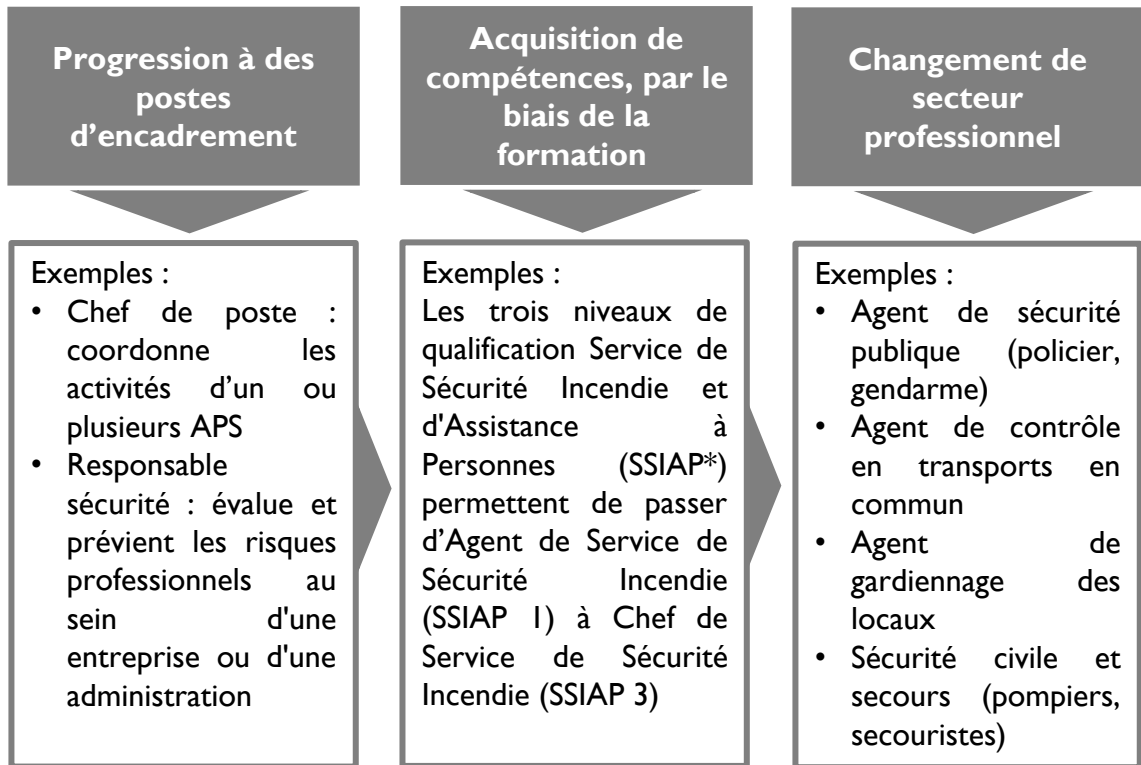 Progression à des
postes
d’encadrement
Acquisition de
compétences, par le
biais de la
formation
Changement de
secteur
professionnel
Exemples :
• Chef de poste :
coordonne les
activités d’un ou
plusieurs APS
• Responsable
sécurité : évalue et
prévient les risques
professionnels au
sein d'une
entreprise ou d'une
administration
Exemples :
Les trois niveaux de
qualification Service de
Sécurité Incendie et
d'Assistance à
Personnes (SSIAP*)
permettent de passer
d’Agent de Service de
Sécurité Incendie
(SSIAP 1) à Chef de
Service de Sécurité
Incendie (SSIAP 3)
Exemples :
• Agent de sécurité
publique (policier,
gendarme)
• Agent de contrôle
en transports en
commun
• Agent de
gardiennage des
locaux
• Sécurité civile et
secours (pompiers,
secouristes)